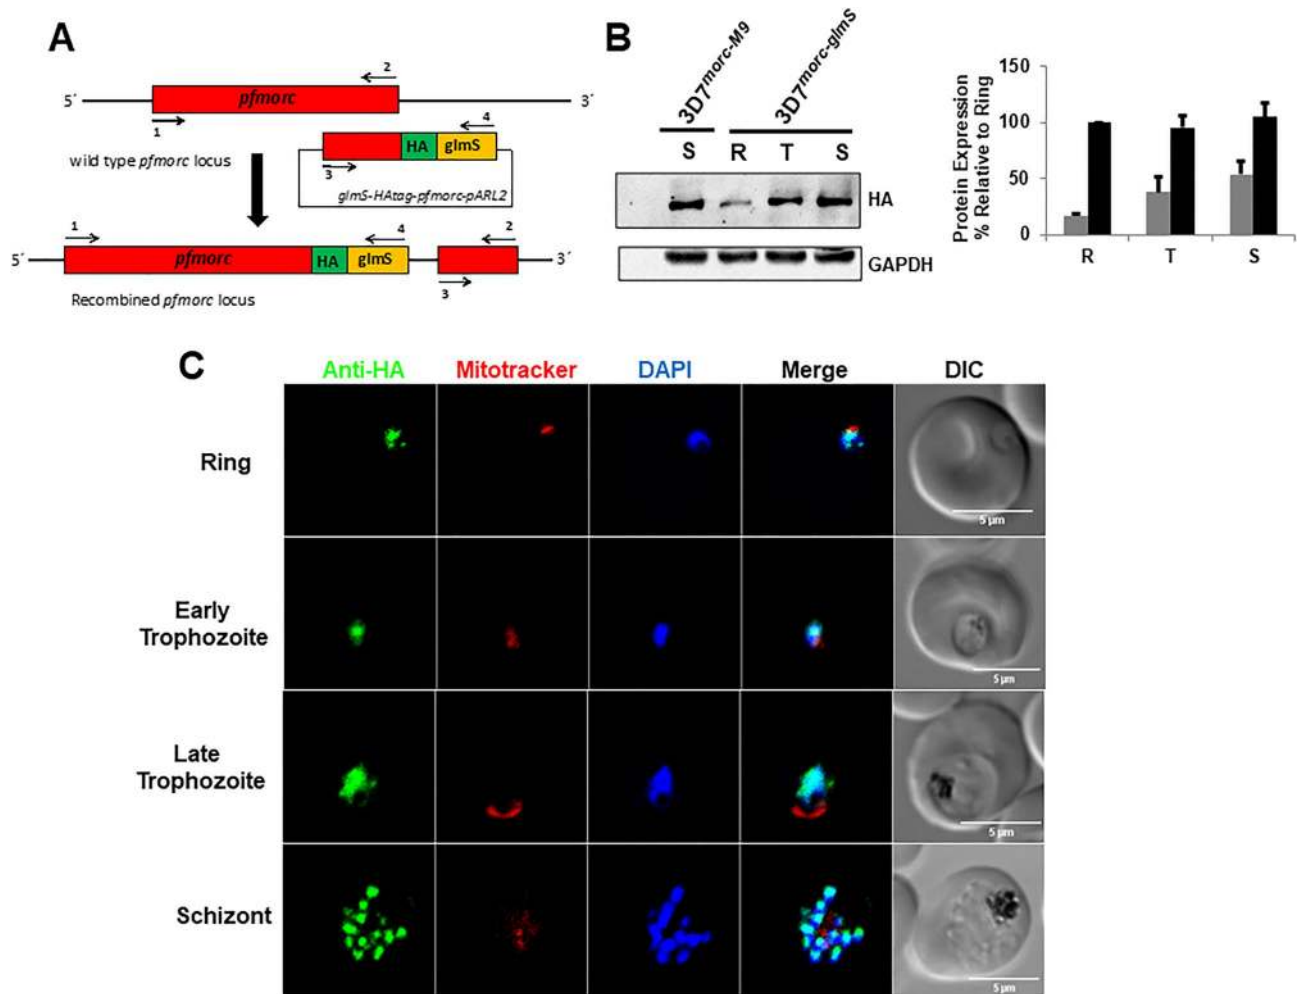 A
5´
pfmorc
2
3´
1
wild type pfmorc locus
4
HA
glmS
3
glmS-HAtag-pfmorc-pARL2
1
4
2
5´
pfmorc
HA
glmS
3´
3
Recombined pfmorc locus
B
3D7morc-M9
3D7morc-glmS
S R T S
HA
GAPDH
Protein Expression
% Relative to Ring
150
100
50
0
R T S
C
Anti-HA Mitotracker DAPI Merge DIC
Ring
5 µm
Early
Trophozoite
5 µm
Late
Trophozoite
5 µm
Schizont
5 µm